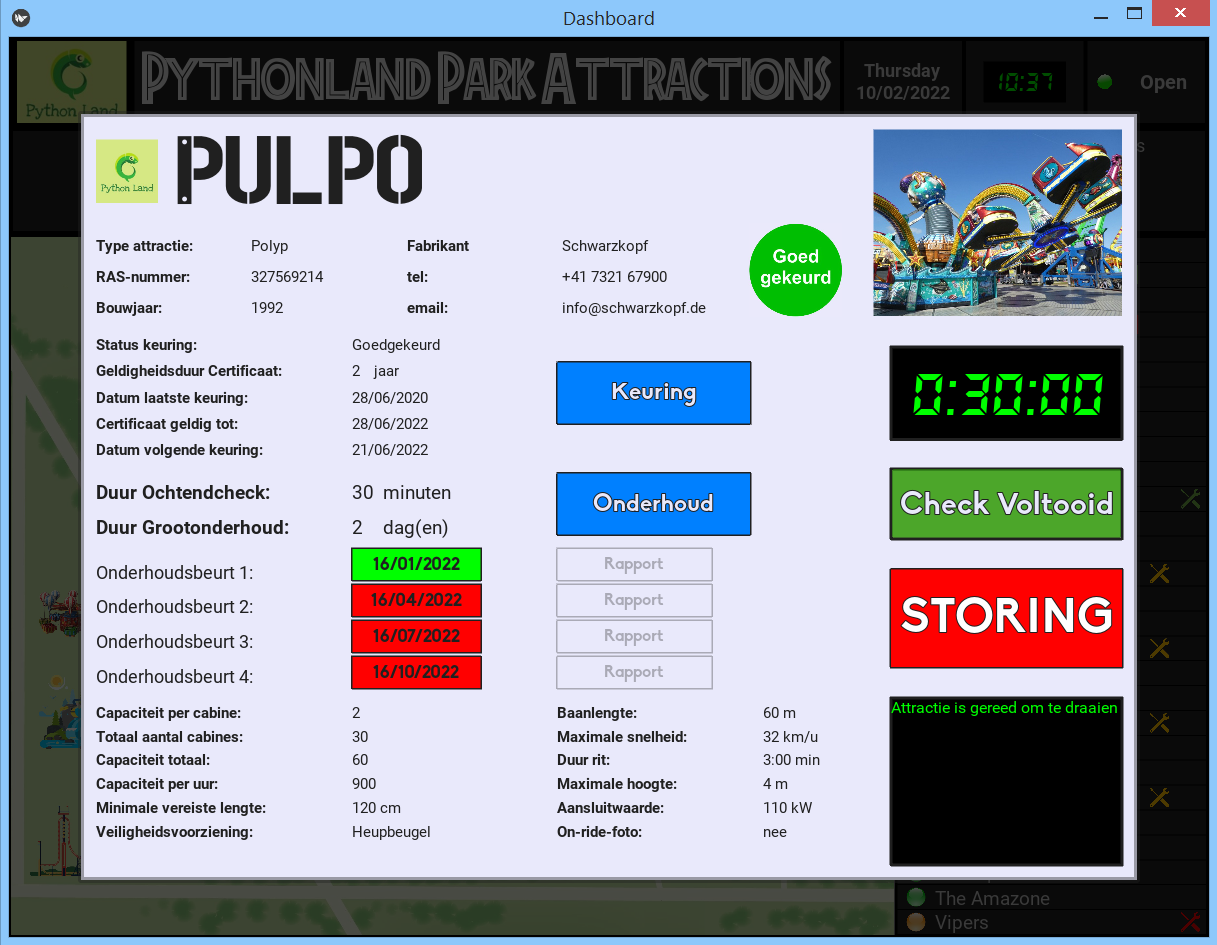 Dashboard
Python Land
PYTHONLAND PARK ATTRACTIONS
Thursday
10/02/2022
10:37
Open
Python Land
PULPO
Type attractie: Polyp Fabrikant Schwarzkopf
RAS-nummer: 327569214 tel: +41 7321 67900
Bouwjaar: 1992 email: info@schwarzkopf.de
Goed
gekeurd
Status keuring: Goedgekeurd
Geldigheidsduur Certificaat: 2 jaar
Datum laatste keuring: 28/06/2020
Certificaat geldig tot: 28/06/2022
Datum volgende keuring: 21/06/2022
Keuring
0:30:00
Duur Ochtendcheck: 30 minuten
Duur Grootonderhoud: 2 dag(en)
Onderhoud
Check Voltooid
Onderhoudsbeurt 1: 16/01/2022 Rapport
Onderhoudsbeurt 2: 16/04/2022 Rapport
Onderhoudsbeurt 3: 16/07/2022 Rapport
Onderhoudsbeurt 4: 16/10/2022 Rapport
STORING
Capaciteit per cabine: 2 Baanlengte: 60 m
Totaal aantal cabines: 30 Maximale snelheid: 32 km/u
Capaciteit totaal: 60 Duur rit: 3:00 min
Capaciteit per uur: 900 Maximale hoogte: 4 m
Minimale vereiste lengte: 120 cm Aansluitwaarde: 110 kW
Veiligheidsvoorziening: Heupbeugel On-ride-foto: nee
Attractie is gereed om te draaien
The Amazone
Vipers